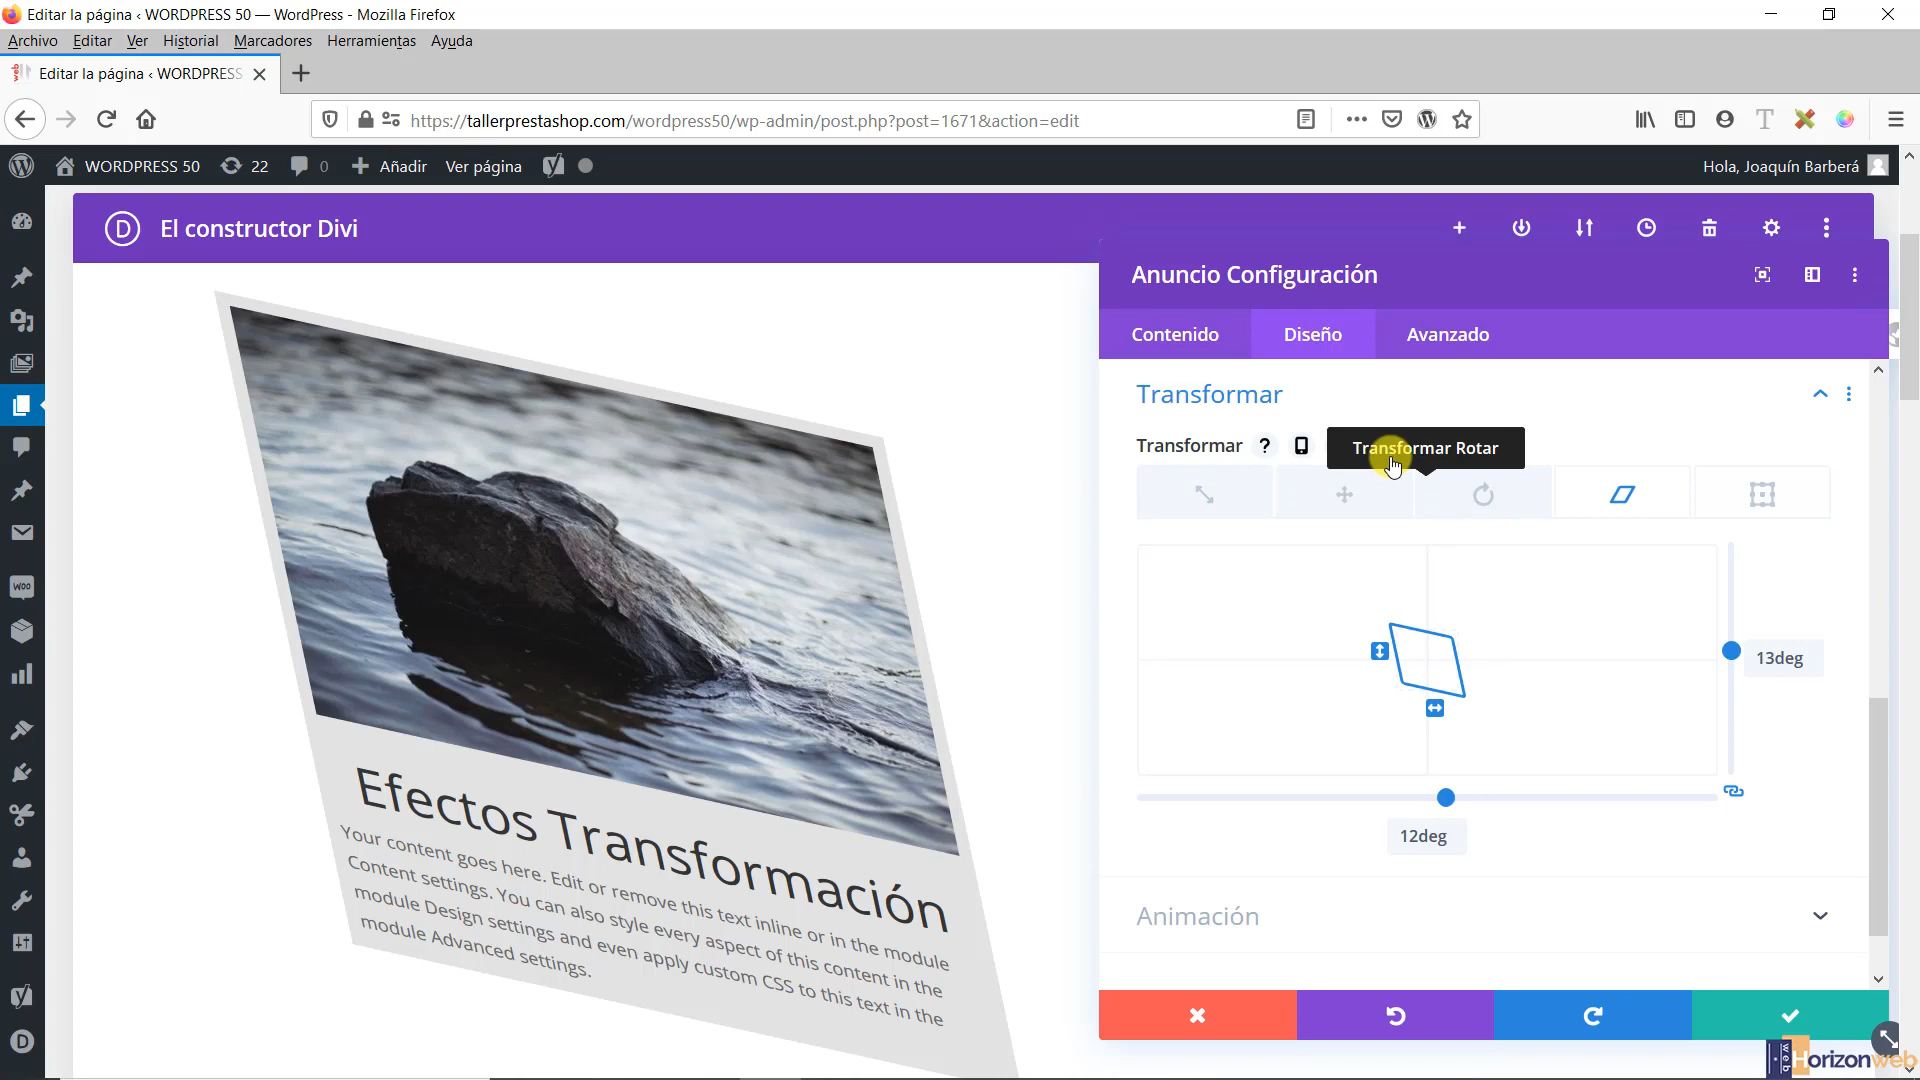 Editar la página ‹ WORDPRESS 50 — WordPress - Mozilla Firefox
Archivo Editar Ver Historial Marcadores Herramientas Ayuda
Editar la página ‹ WORDPRESS
https://tallerprestashop.com/wordpress50/wp-admin/post.php?post=1671&action=edit
WORDPRESS 50 22 0 Añadir Ver página Hola, Joaquín Barberá
El constructor Divi
Anuncio Configuración
Contenido Diseño Avanzado
Transformar
Transformar ? Transformar Rotar
13deg
12deg
Animación
Efectos Transformación
Your content goes here. Edit or remove this text inline or in the module
Content settings. You can also style every aspect of this content in the
module Design settings and even apply custom CSS to this text in the
module Advanced settings.
web Horizonweb